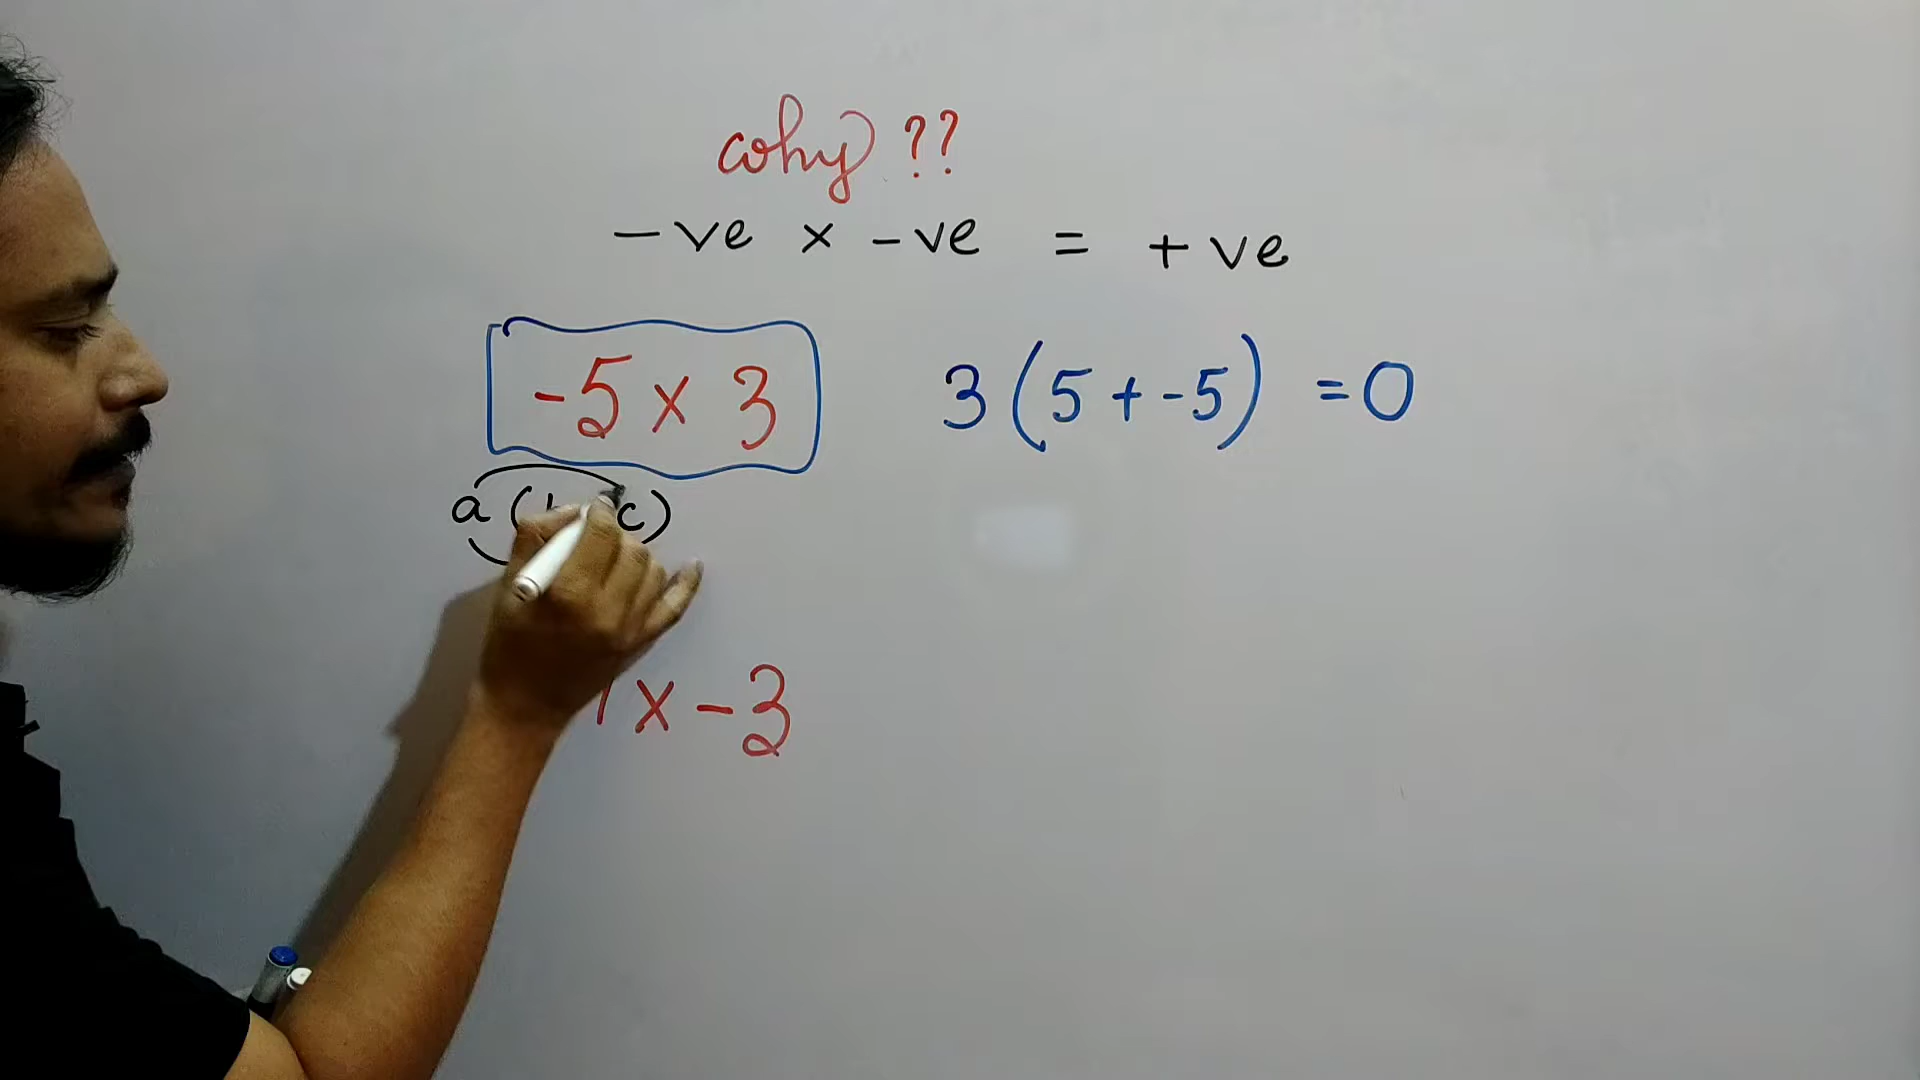 why ??
-ve × -ve = +ve
-5 × 3
3(5 + -5) = 0
a ( c)
× -3